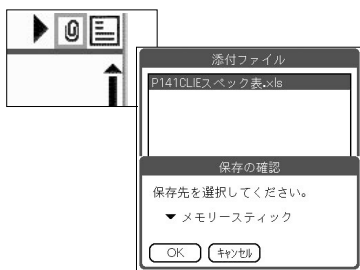 添付ファイル
P141CLIEスペック表.xls
保存の確認
保存先を選択してください。
▼ メモリースティック
OK キャンセル